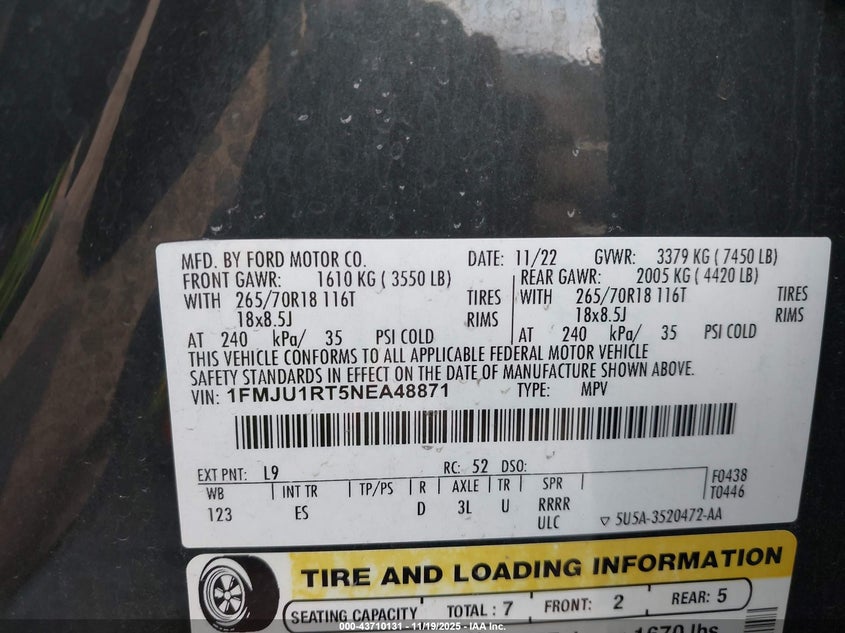 MFD. BY FORD MOTOR CO. DATE: 11/22 GVWR: 3379 KG ( 7450 LB)
FRONT GAWR: 1610 KG ( 3550 LB) REAR GAWR: 2005 KG ( 4420 LB)
WITH 265/70R18 116T TIRES WITH 265/70R18 116T TIRES
18x8.5J RIMS 18x8.5J RIMS
AT 240 kPa/ 35 PSI COLD AT 240 kPa/ 35 PSI COLD
THIS VEHICLE CONFORMS TO ALL APPLICABLE FEDERAL MOTOR VEHICLE
SAFETY STANDARDS IN EFFECT ON THE DATE OF MANUFACTURE SHOWN ABOVE.
VIN: 1FMJU1RT5NEA48871 TYPE: MPV
EXT PNT: L9 RC: 52 DSO:
WB INT TR TP/PS R AXLE TR SPR F0438
123 ES D 3L U RRRR T0446
ULC ▽ 5U5A-3520472-AA
TIRE AND LOADING INFORMATION
SEATING CAPACITY TOTAL : 7 FRONT: 2 REAR: 5
1670 lbs
000-43710131 - 11/19/2025 - IAA Inc.